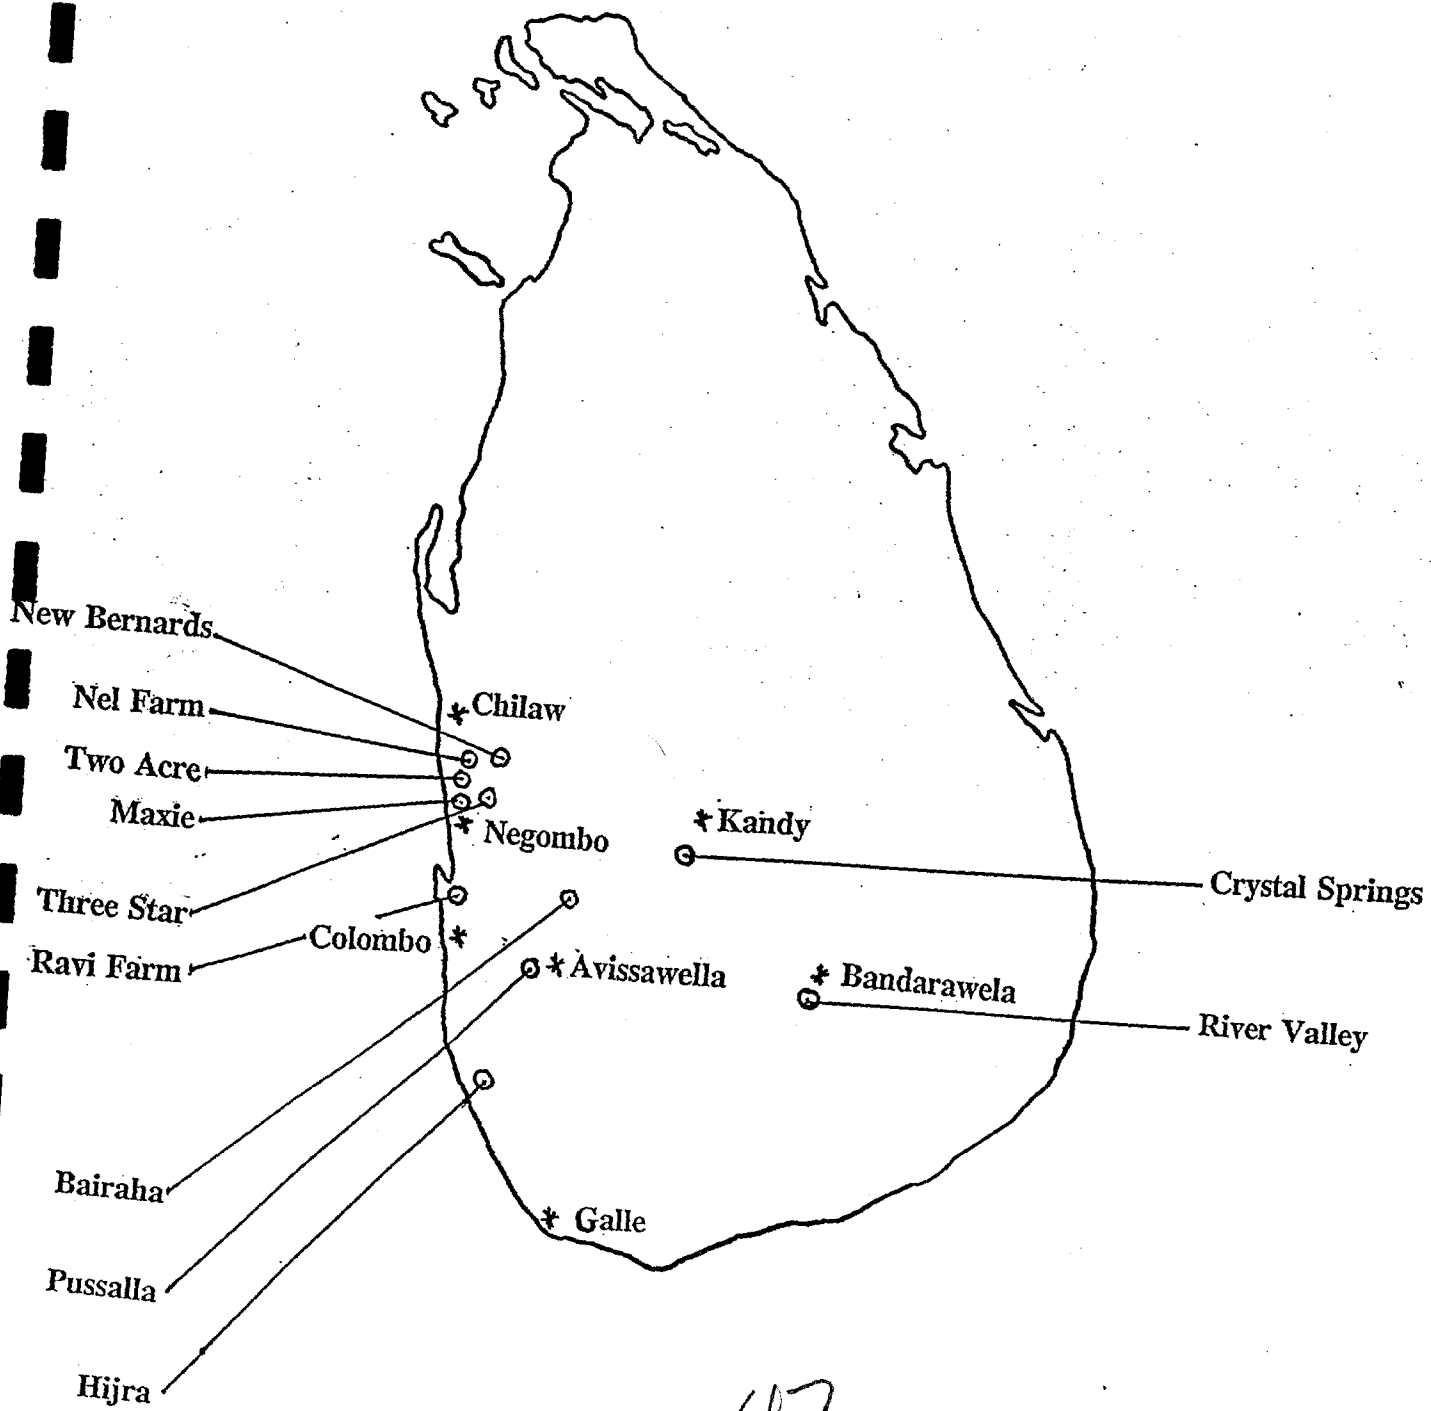 New Bernards
Nel Farm
Chilaw
Two Acre
Maxie
Kandy
Negombo
Crystal Springs
Three Star
Colombo
Ravi Farm
Avissawella
Bandarawela
River Valley
Bairaha
Galle
Pussalla
Hijra